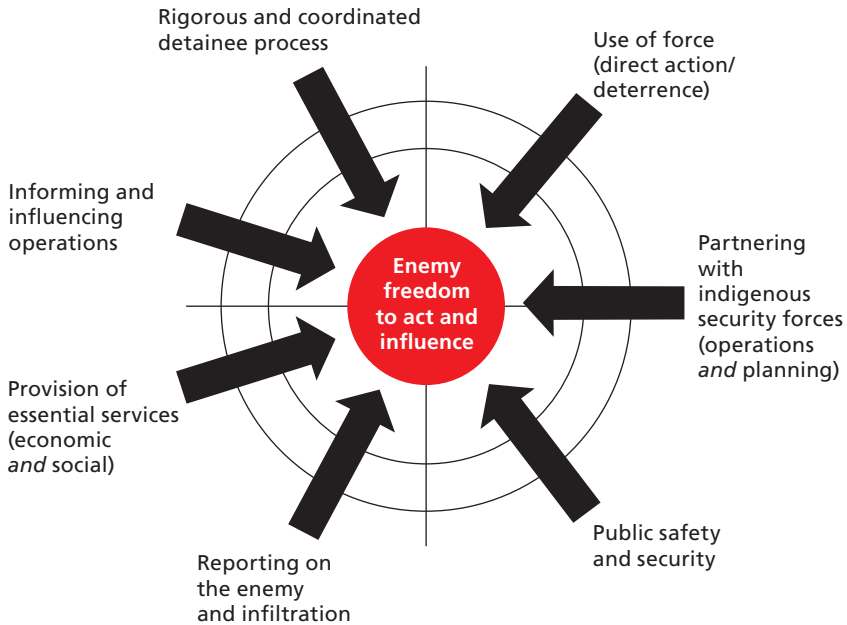 Rigorous and coordinated
detainee process
Use of force
(direct action/
deterrence)
Informing and
influencing
operations
Enemy
freedom
to act and
influence
Partnering
with
indigenous
security forces
(operations
and planning)
Provision of
essential services
(economic
and social)
Public safety
and security
Reporting on
the enemy
and infiltration